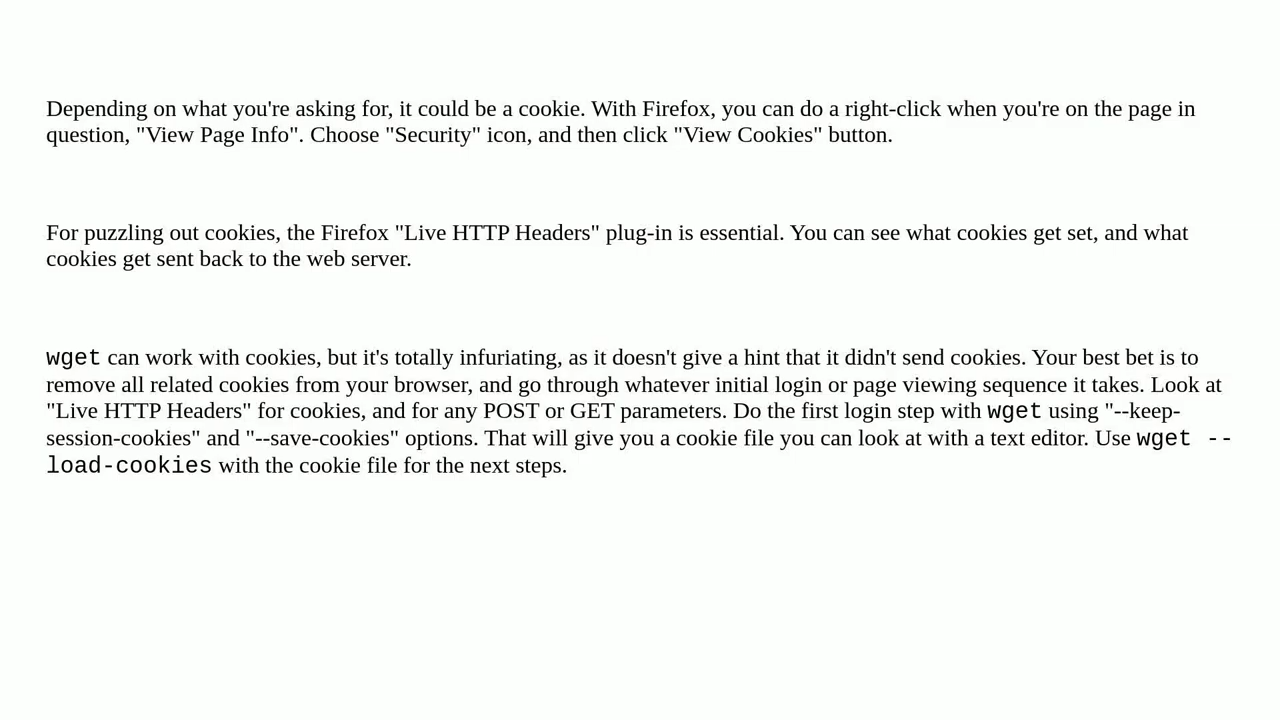 Depending on what you're asking for, it could be a cookie. With Firefox, you can do a right-click when you're on the page in
question, "View Page Info". Choose "Security" icon, and then click "View Cookies" button.
For puzzling out cookies, the Firefox "Live HTTP Headers" plug-in is essential. You can see what cookies get set, and what
cookies get sent back to the web server.
wget can work with cookies, but it's totally infuriating, as it doesn't give a hint that it didn't send cookies. Your best bet is to
remove all related cookies from your browser, and go through whatever initial login or page viewing sequence it takes. Look at
"Live HTTP Headers" for cookies, and for any POST or GET parameters. Do the first login step with wget using "--keep-
session-cookies" and "--save-cookies" options. That will give you a cookie file you can look at with a text editor. Use wget --
load-cookies with the cookie file for the next steps.